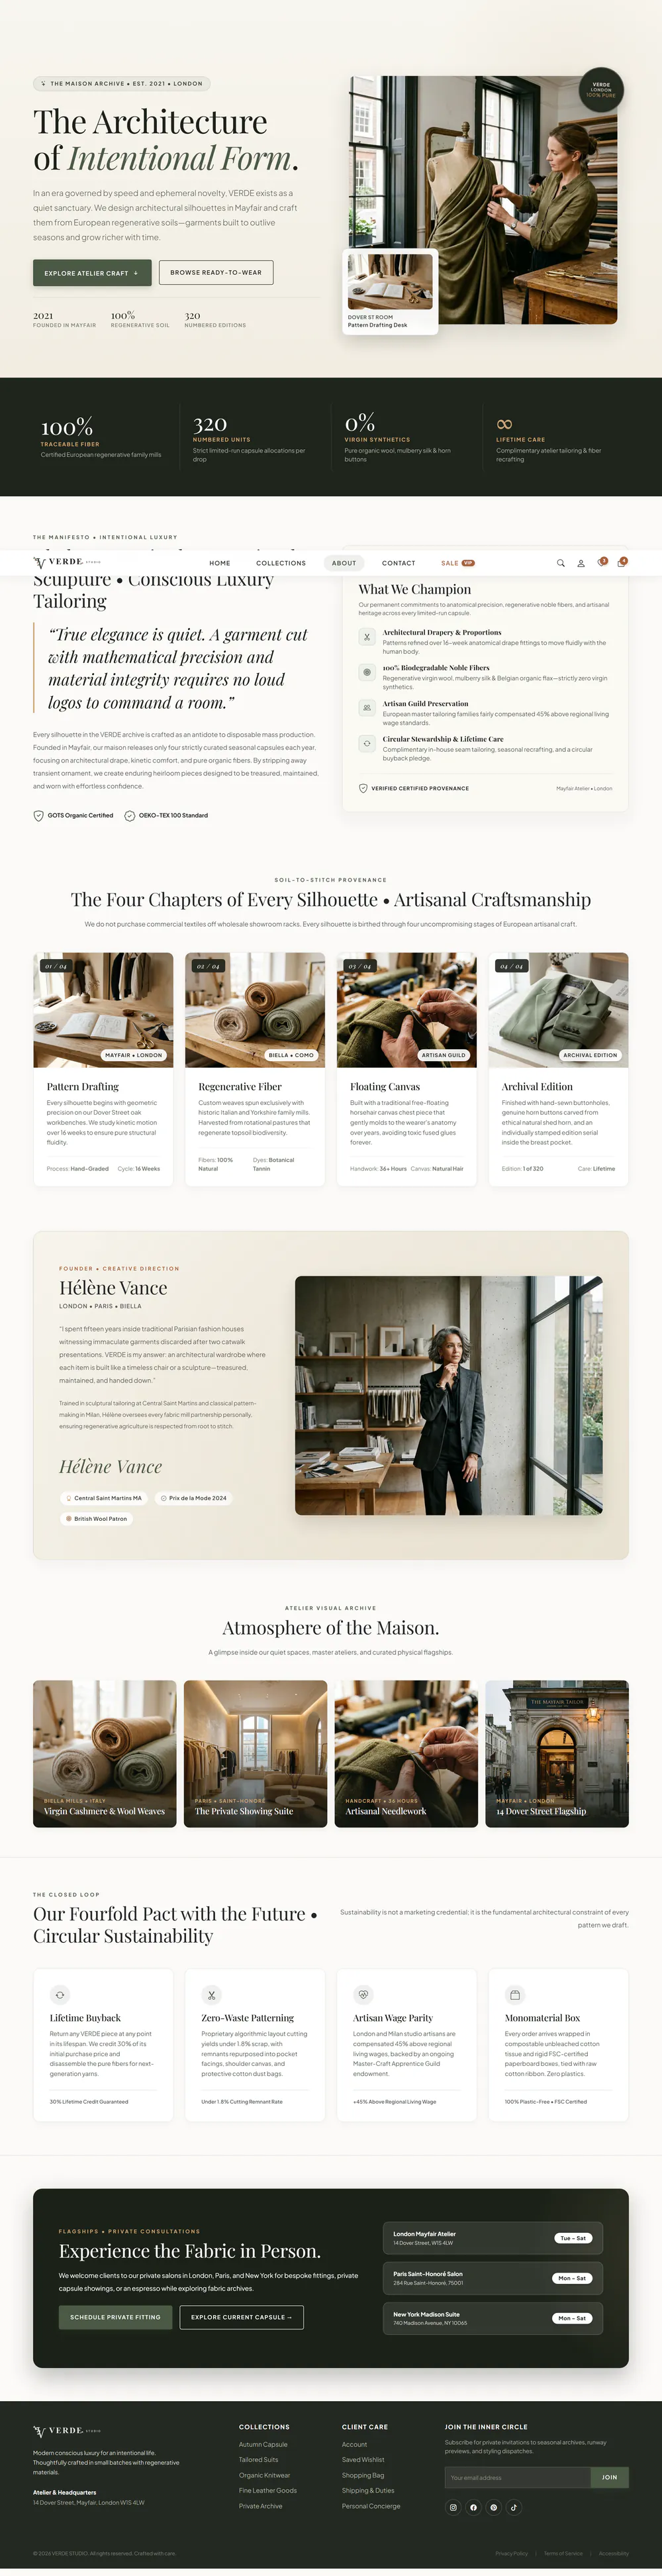 THE MAISON ARCHIVE • EST. 2021 • LONDON
The Architecture
of Intentional Form.
In an era governed by speed and ephemeral novelty, VERDE exists as a
quiet sanctuary. We design architectural silhouettes in Mayfair and craft
them from European regenerative soils—garments built to outlive
seasons and grow richer with time.
EXPLORE ATELIER CRAFT ↓
BROWSE READY-TO-WEAR
2021
FOUNDED IN MAYFAIR
100%
REGENERATIVE SOIL
320
NUMBERED EDITIONS
VERDE
LONDON
100% PURE
DOVER ST ROOM
Pattern Drafting Desk
100%
TRACEABLE FIBER
Certified European regenerative family mills
320
NUMBERED UNITS
Strict limited-run capsule allocations per
drop
0%
VIRGIN SYNTHETICS
Pure organic wool, mulberry silk & horn
buttons
∞
LIFETIME CARE
Complimentary atelier tailoring & fiber
recrafting
THE MANIFESTO • INTENTIONAL LUXURY
VERDE STUDIO
HOME
COLLECTIONS
ABOUT
CONTACT
SALE VIP
Sculpture • Conscious Luxury
Tailoring
“True elegance is quiet. A garment cut
with mathematical precision and
material integrity requires no loud
logos to command a room.”
Every silhouette in the VERDE archive is crafted as an antidote to disposable mass production.
Founded in Mayfair, our maison releases only four strictly curated seasonal capsules each year,
focusing on architectural drape, kinetic comfort, and pure organic fibers. By stripping away
transient ornament, we create enduring heirloom pieces designed to be treasured, maintained,
and worn with effortless confidence.
GOTS Organic Certified
OEKO-TEX 100 Standard
What We Champion
Our permanent commitments to anatomical precision, regenerative noble fibers, and artisanal
heritage across every limited-run capsule.
Architectural Drapery & Proportions
Patterns refined over 16-week anatomical drape fittings to move fluidly with the
human body.
100% Biodegradable Noble Fibers
Regenerative virgin wool, mulberry silk & Belgian organic flax—strictly zero virgin
synthetics.
Artisan Guild Preservation
European master tailoring families fairly compensated 45% above regional living
wage standards.
Circular Stewardship & Lifetime Care
Complimentary in-house seam tailoring, seasonal recrafting, and a circular
buyback pledge.
VERIFIED CERTIFIED PROVENANCE
Mayfair Atelier • London
SOIL-TO-STITCH PROVENANCE
The Four Chapters of Every Silhouette • Artisanal Craftsmanship
We do not purchase commercial textiles off wholesale showroom racks. Every silhouette is birthed through four uncompromising stages of European artisanal craft.
01 / 04
MAYFAIR • LONDON
Pattern Drafting
Every silhouette begins with geometric
precision on our Dover Street oak
workbenches. We study kinetic motion
over 16 weeks to ensure pure structural
fluidity.
Process: Hand-Graded
Cycle: 16 Weeks
02 / 04
BIELLA • COMO
Regenerative Fiber
Custom weaves spun exclusively with
historic Italian and Yorkshire family mills.
Harvested from rotational pastures that
regenerate topsoil biodiversity.
Fibers: 100%
Natural
Dyes: Botanical
Tannin
03 / 04
ARTISAN GUILD
Floating Canvas
Built with a traditional free-floating
horsehair canvas chest piece that
gently molds to the wearer's anatomy
over years, avoiding toxic fused glues
forever.
Handwork: 36+ Hours
Canvas: Natural Hair
04 / 04
ARCHIVAL EDITION
Archival Edition
Finished with hand-sewn buttonholes,
genuine horn buttons carved from
ethical natural shed horn, and an
individually stamped edition serial
inside the breast pocket.
Edition: 1 of 320
Care: Lifetime
FOUNDER • CREATIVE DIRECTION
Hélène Vance
LONDON • PARIS • BIELLA
"I spent fifteen years inside traditional Parisian fashion houses
witnessing immaculate garments discarded after two catwalk
presentations. VERDE is my answer: an architectural wardrobe where
each item is built like a timeless chair or a sculpture—treasured,
maintained, and handed down."
Trained in sculptural tailoring at Central Saint Martins and classical pattern-
making in Milan, Hélène oversees every fabric mill partnership personally,
ensuring regenerative agriculture is respected from root to stitch.
Hélène Vance
Central Saint Martins MA
Prix de la Mode 2024
British Wool Patron
ATELIER VISUAL ARCHIVE
Atmosphere of the Maison.
A glimpse inside our quiet spaces, master ateliers, and curated physical flagships.
BIELLA MILLS • ITALY
Virgin Cashmere & Wool Weaves
PARIS • SAINT-HONORÉ
The Private Showing Suite
HANDCRAFT • 36 HOURS
Artisanal Needlework
THE MAYFAIR TAILOR
MAYFAIR • LONDON
14 Dover Street Flagship
THE CLOSED LOOP
Our Fourfold Pact with the Future •
Circular Sustainability
Sustainability is not a marketing credential; it is the fundamental architectural constraint of every
pattern we draft.
Lifetime Buyback
Return any VERDE piece at any point
in its lifespan. We credit 30% of its
initial purchase price and
disassemble the pure fibers for next-
generation yarns.
30% Lifetime Credit Guaranteed
Zero-Waste Patterning
Proprietary algorithmic layout cutting
yields under 1.8% scrap, with
remnants repurposed into pocket
facings, shoulder canvas, and
protective cotton dust bags.
Under 1.8% Cutting Remnant Rate
Artisan Wage Parity
London and Milan studio artisans are
compensated 45% above regional
living wages, backed by an ongoing
Master-Craft Apprentice Guild
endowment.
+45% Above Regional Living Wage
Monomaterial Box
Every order arrives wrapped in
compostable unbleached cotton
tissue and rigid FSC-certified
paperboard boxes, tied with raw
cotton ribbon. Zero plastics.
100% Plastic-Free • FSC Certified
FLAGSHIPS • PRIVATE CONSULTATIONS
Experience the Fabric in Person.
We welcome clients to our private salons in London, Paris, and New York for bespoke fittings, private
capsule showings, or an espresso while exploring fabric archives.
SCHEDULE PRIVATE FITTING
EXPLORE CURRENT CAPSULE →
London Mayfair Atelier
14 Dover Street, W1S 4LW
Tue – Sat
Paris Saint-Honoré Salon
284 Rue Saint-Honoré, 75001
Mon – Sat
New York Madison Suite
740 Madison Avenue, NY 10065
Mon – Sat
VERDE STUDIO
Modern conscious luxury for an intentional life.
Thoughtfully crafted in small batches with regenerative
materials.
Atelier & Headquarters
14 Dover Street, Mayfair, London W1S 4LW
COLLECTIONS
Autumn Capsule
Tailored Suits
Organic Knitwear
Fine Leather Goods
Private Archive
CLIENT CARE
Account
Saved Wishlist
Shopping Bag
Shipping & Duties
Personal Concierge
JOIN THE INNER CIRCLE
Subscribe for private invitations to seasonal archives, runway
previews, and styling dispatches.
Your email address
JOIN
© 2026 VERDE STUDIO. All rights reserved. Crafted with care.
Privacy Policy | Terms of Service | Accessibility